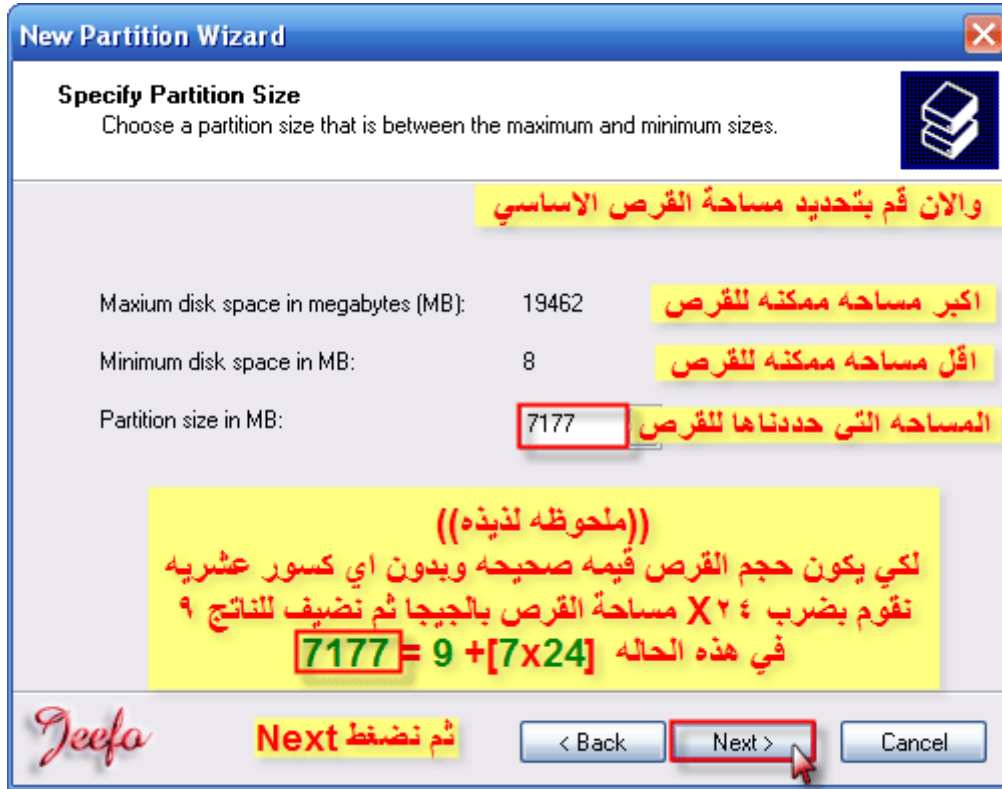 New Partition Wizard
Specify Partition Size
Choose a partition size that is between the maximum and minimum sizes.
والان قم بتحديد مساحة القرص الاساسي
Maxium disk space in megabytes (MB): 19462 اكبر مساحه ممكنه للقرص
Minimum disk space in MB: 8 اقل مساحه ممكنه للقرص
Partition size in MB: 7177 المساحه التي حددناها للقرص
((ملحوظه لذيذه))
لكي يكون حجم القرص قيمه صحيحه وبدون اي كسور عشريه
نقوم بضرب ٢٤X مساحة القرص بالجيجا ثم نضيف للناتج ٩
في هذه الحاله [7x24]+ 9 = 7177
Jeefo ثم نضغط Next < Back Next > Cancel